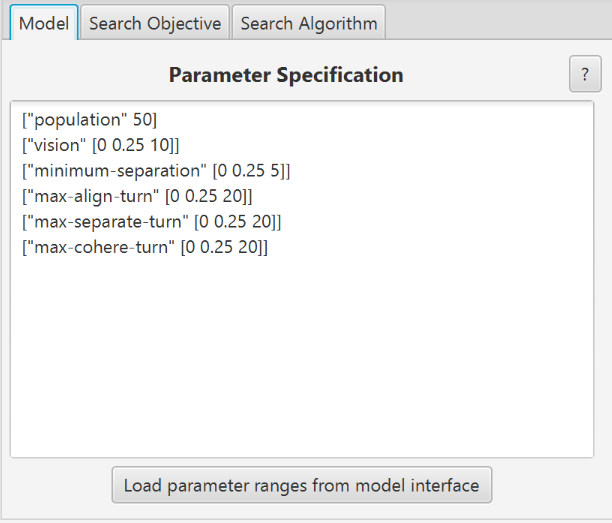 Model
Search Objective
Search Algorithm
Parameter Specification
?
["population" 50]
["vision" [0 0.25 10]]
["minimum-separation" [0 0.25 5]]
["max-align-turn" [0 0.25 20]]
["max-separate-turn" [0 0.25 20]]
["max-cohere-turn" [0 0.25 20]]
Load parameter ranges from model interface